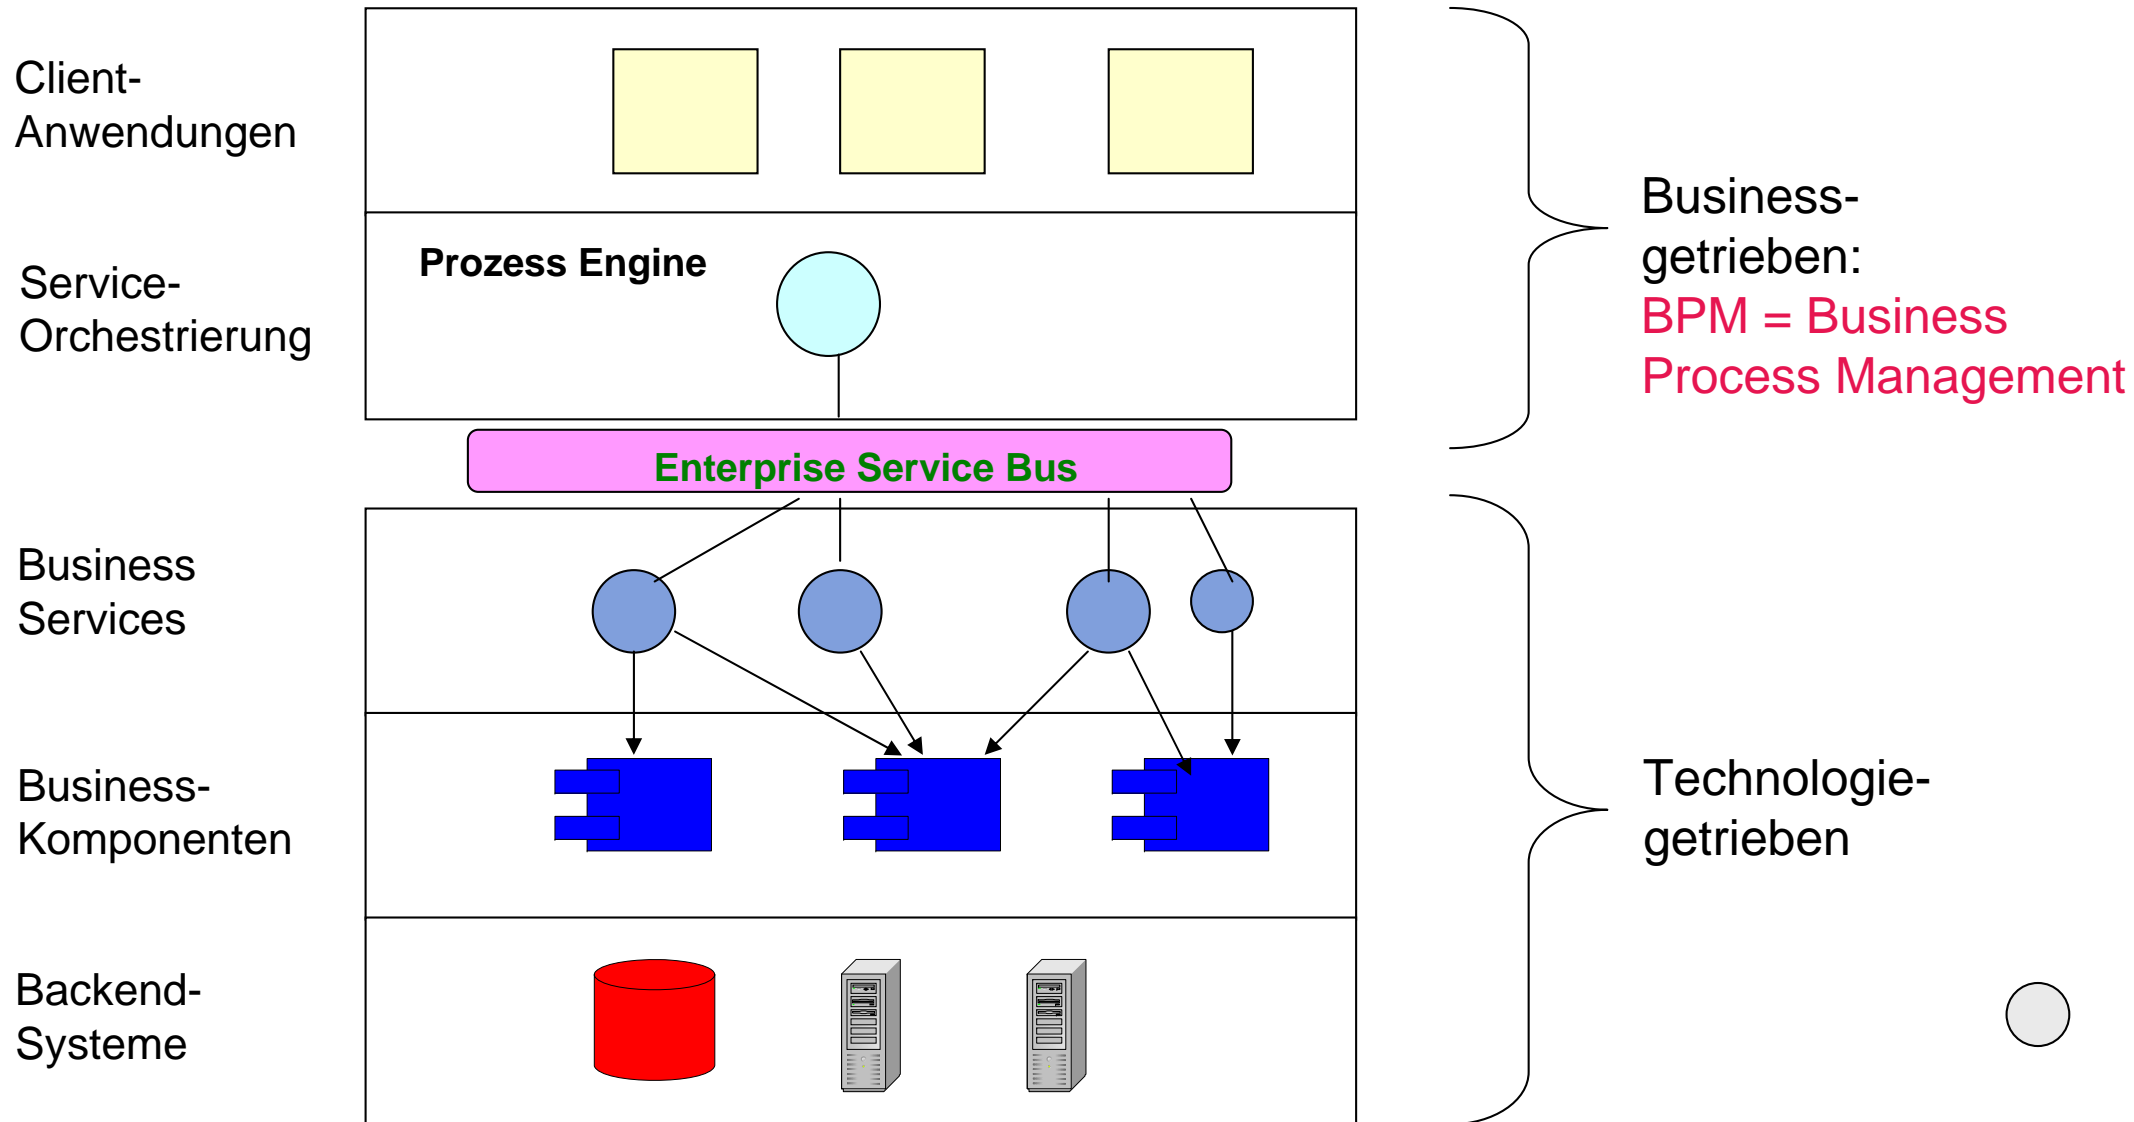 Client-
Anwendungen
Prozess Engine
Service-
Orchestrierung
Business-
getrieben:
BPM = Business
Process Management
Enterprise Service Bus
Business
Services
Business-
Komponenten
Technologie-
getrieben
Backend-
Systeme